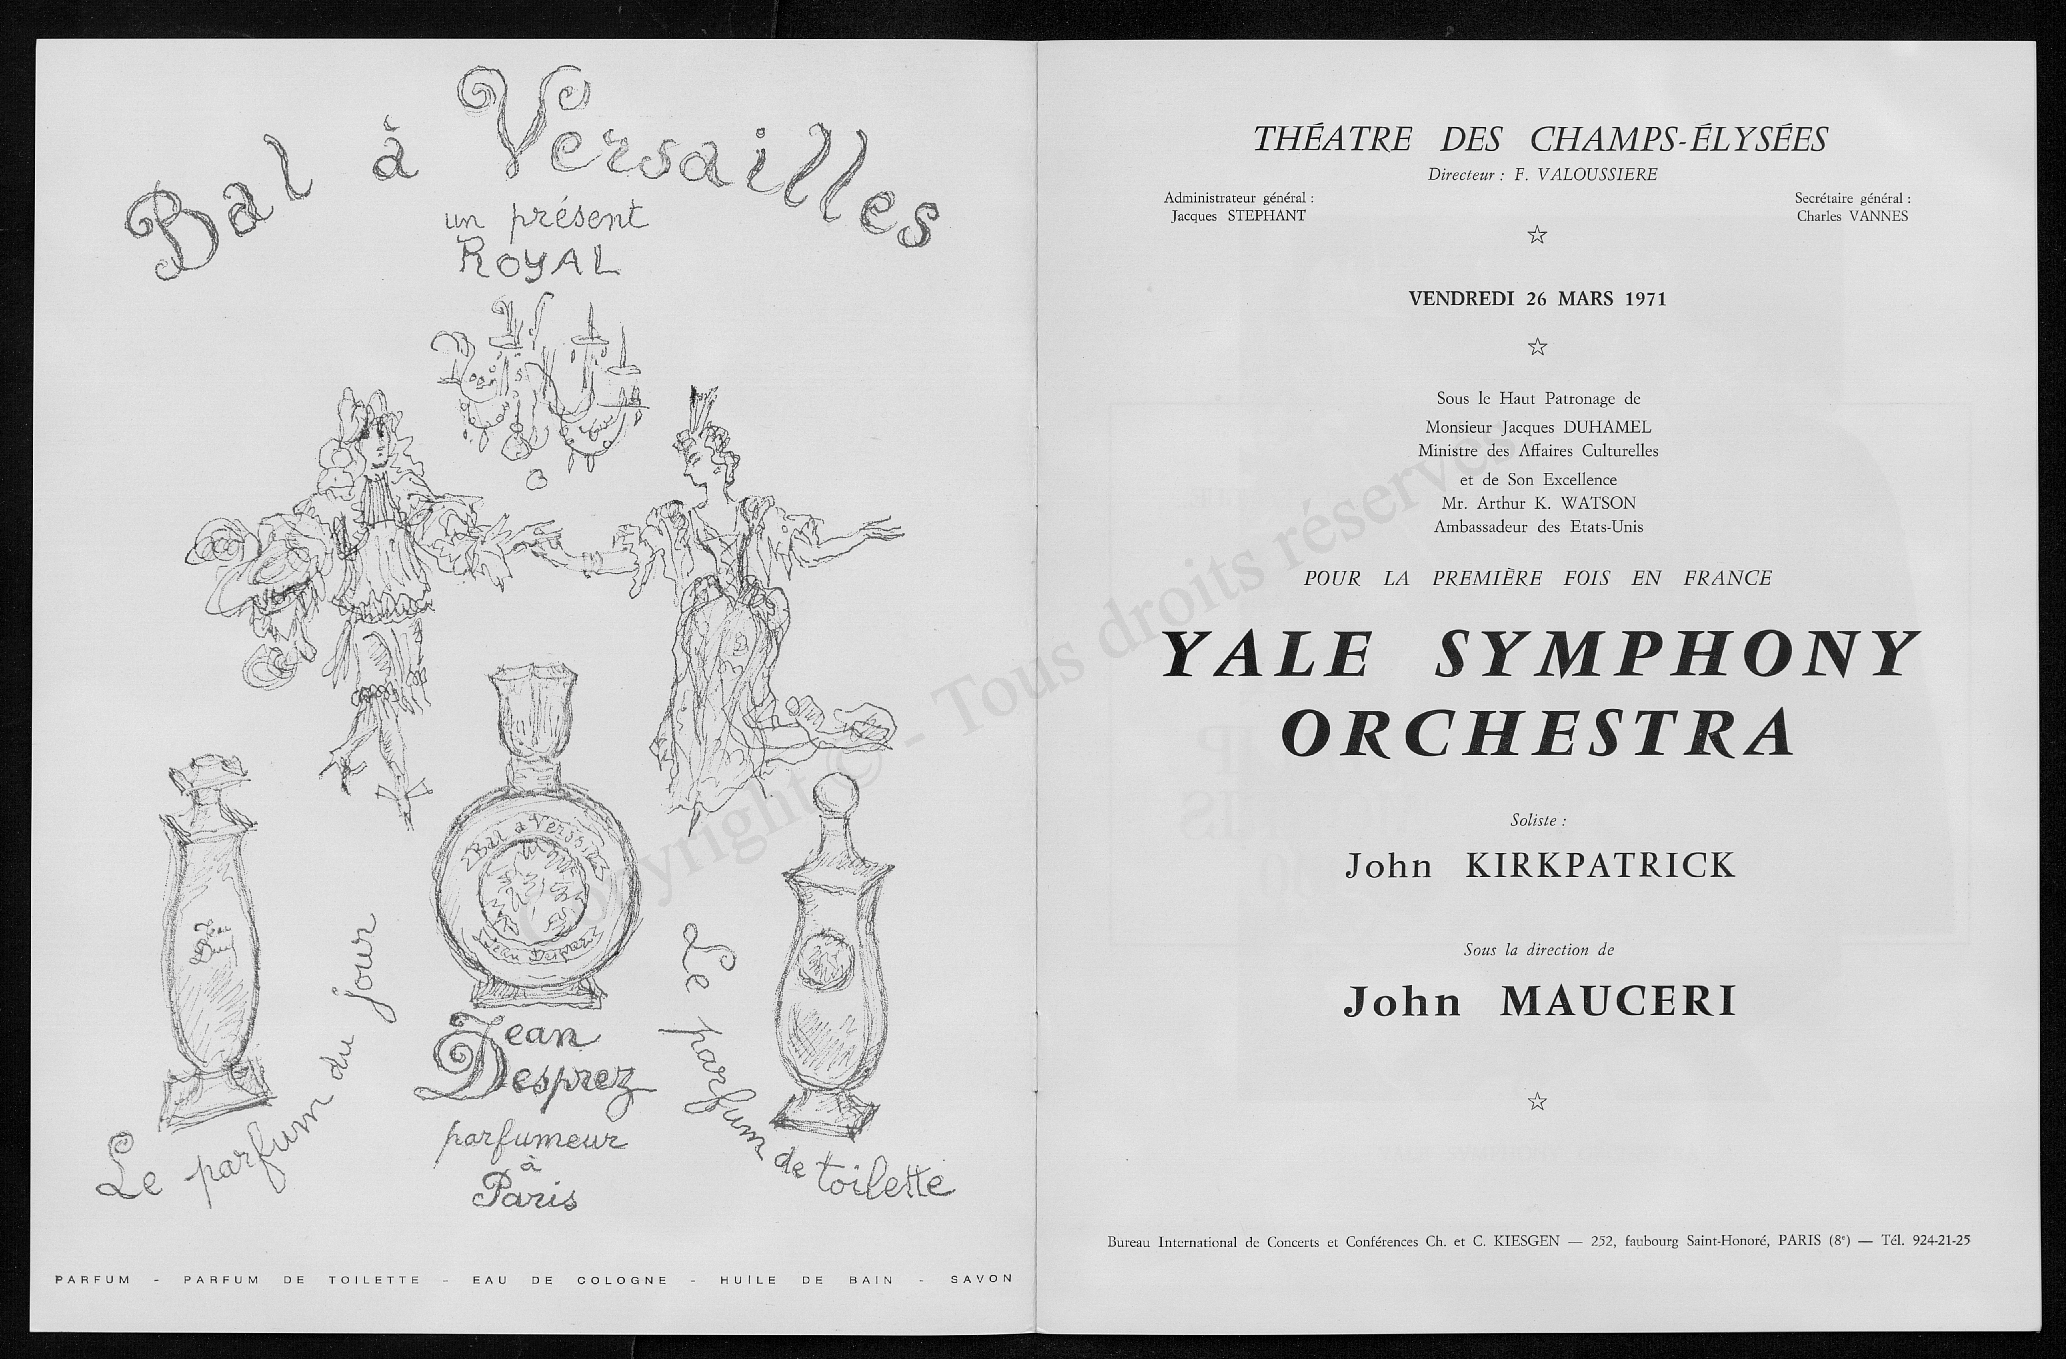 Bal à Versailles
un présent
ROYAL
Bal à Versailles
Jean Desprez
Le parfum du jour
Jean
Desprez
parfumeur
à
Paris
Le parfum de toilette
PARFUM - PARFUM DE TOILETTE - EAU DE COLOGNE - HUILE DE BAIN - SAVON
THÉATRE DES CHAMPS-ÉLYSÉES
Directeur : F. VALOUSSIERE
Administrateur général :
Jacques STEPHANT
Secrétaire général :
Charles VANNES
VENDREDI 26 MARS 1971
Sous le Haut Patronage de
Monsieur Jacques DUHAMEL
Ministre des Affaires Culturelles
et de Son Excellence
Mr. Arthur K. WATSON
Ambassadeur des Etats-Unis
POUR LA PREMIÈRE FOIS EN FRANCE
YALE SYMPHONY
ORCHESTRA
Soliste :
John KIRKPATRICK
Sous la direction de
John MAUCERI
Bureau International de Concerts et Conférences Ch. et C. KIESGEN — 252, faubourg Saint-Honoré, PARIS (8e) — Tél. 924-21-25
Copyright © - Tous droits réservés.